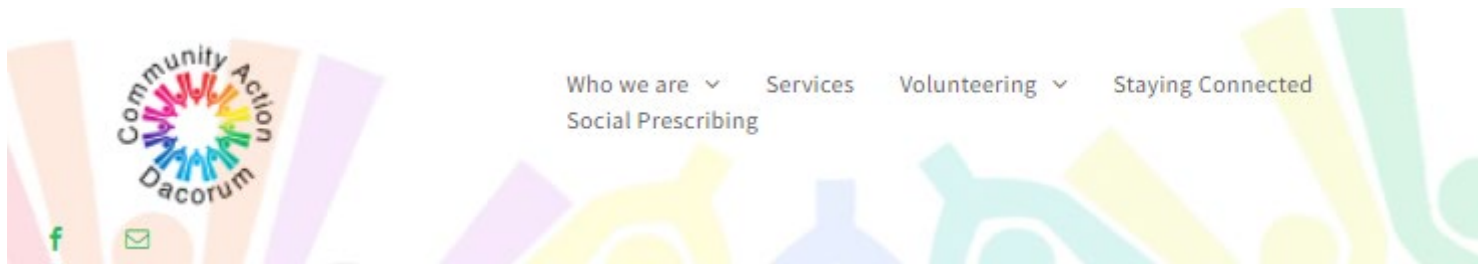 Community Action
Dacorum
Who we are Services Volunteering Staying Connected
Social Prescribing